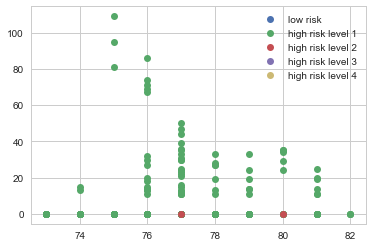 100
80
60
40
20
0
74
76
78
80
82
low risk
high risk level 1
high risk level 2
high risk level 3
high risk level 4